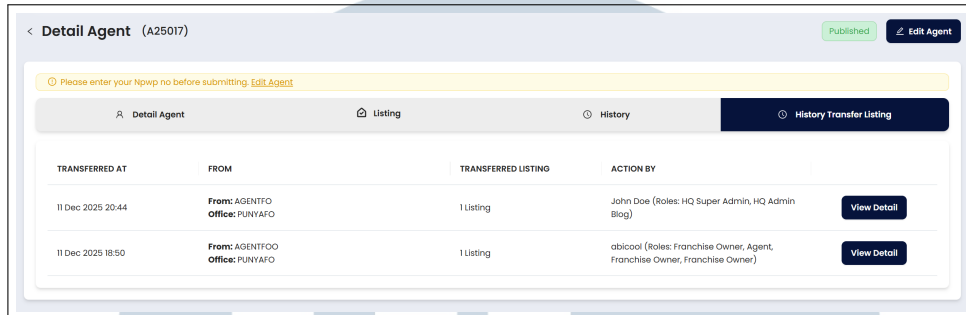 Detail Agent (A25017)
Published
Edit Agent
Please enter your Npwp no before submitting. Edit Agent
Detail Agent
Listing
History
History Transfer Listing
TRANSFERRED AT FROM TRANSFERRED LISTING ACTION BY
11 Dec 2025 20:44
From: AGENTFO
Office: PUNYAFO
1 Listing
John Doe (Roles: HQ Super Admin, HQ Admin
Blog)
View Detail
11 Dec 2025 18:50
From: AGENTFOO
Office: PUNYAFO
1 Listing
abicool (Roles: Franchise Owner, Agent,
Franchise Owner, Franchise Owner)
View Detail